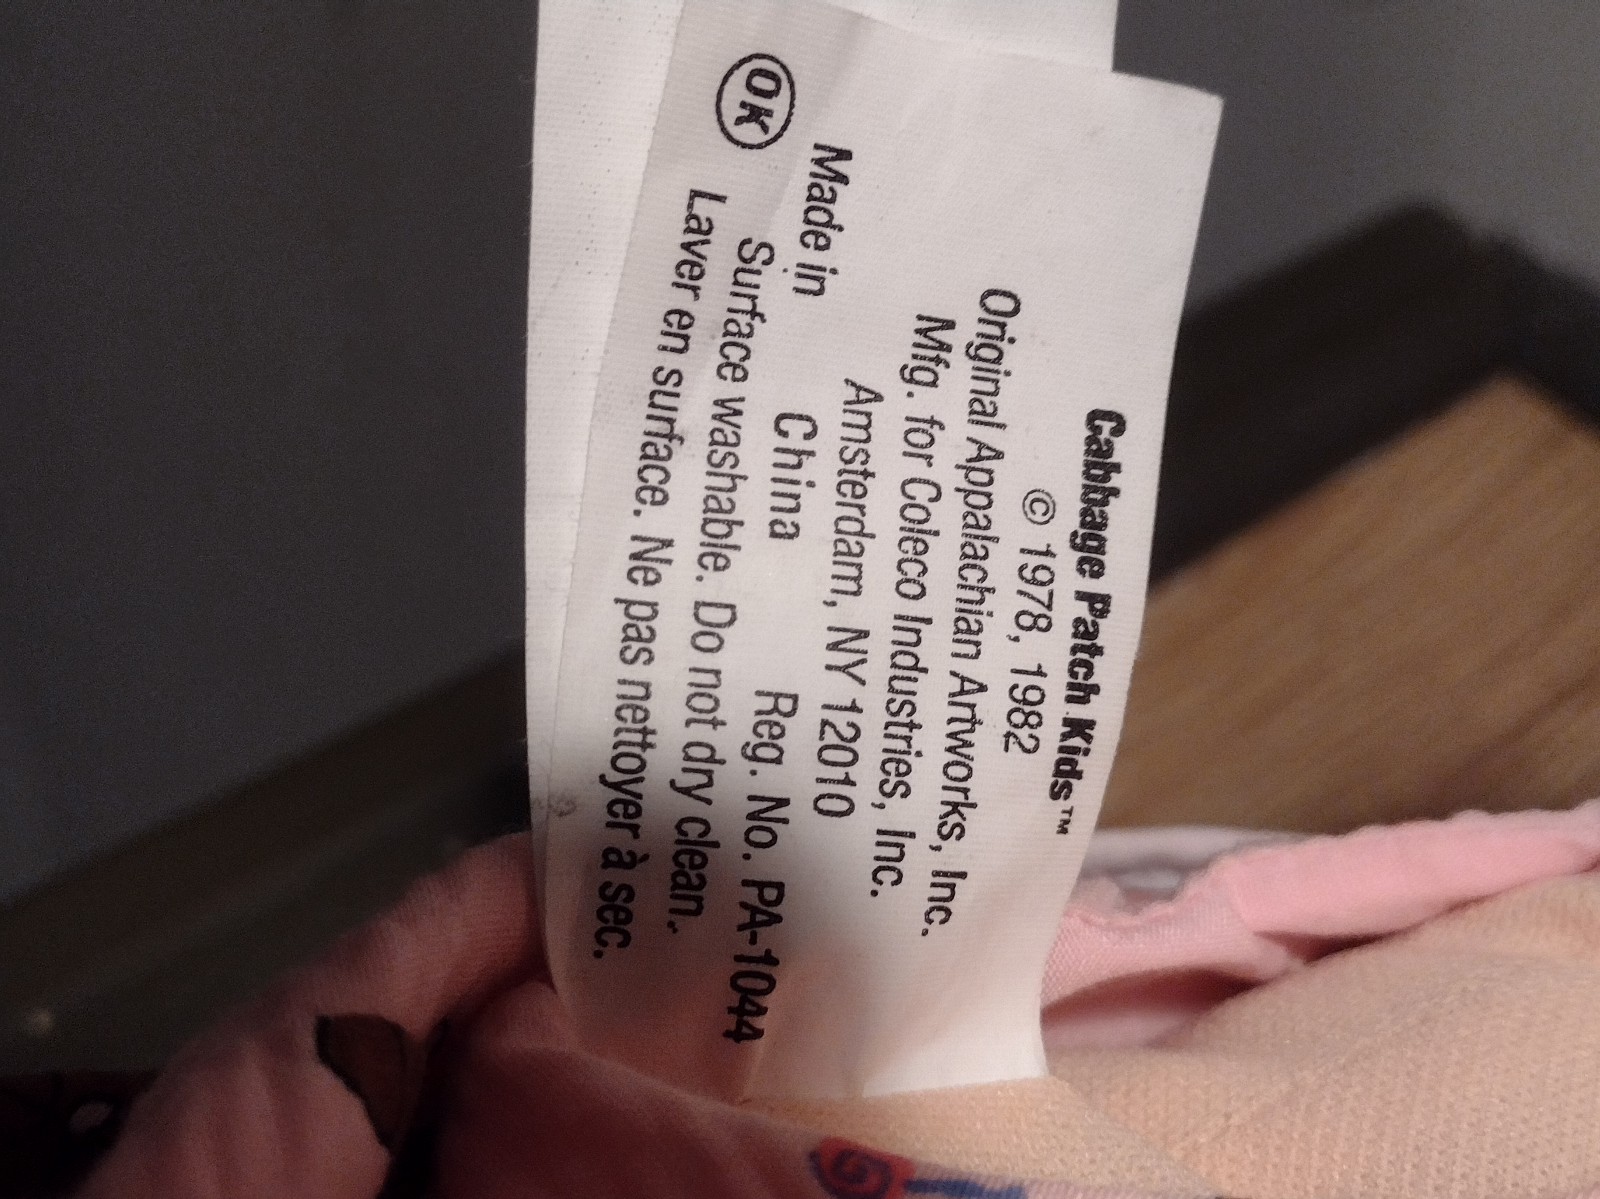 Cabbage Patch Kids™
© 1978, 1982
Original Appalachian Artworks, Inc.
Mfg. for Coleco Industries, Inc.
Amsterdam, NY 12010
Made in China Reg. No. PA-1044
OK Surface washable. Do not dry clean.
Laver en surface. Ne pas nettoyer à sec.